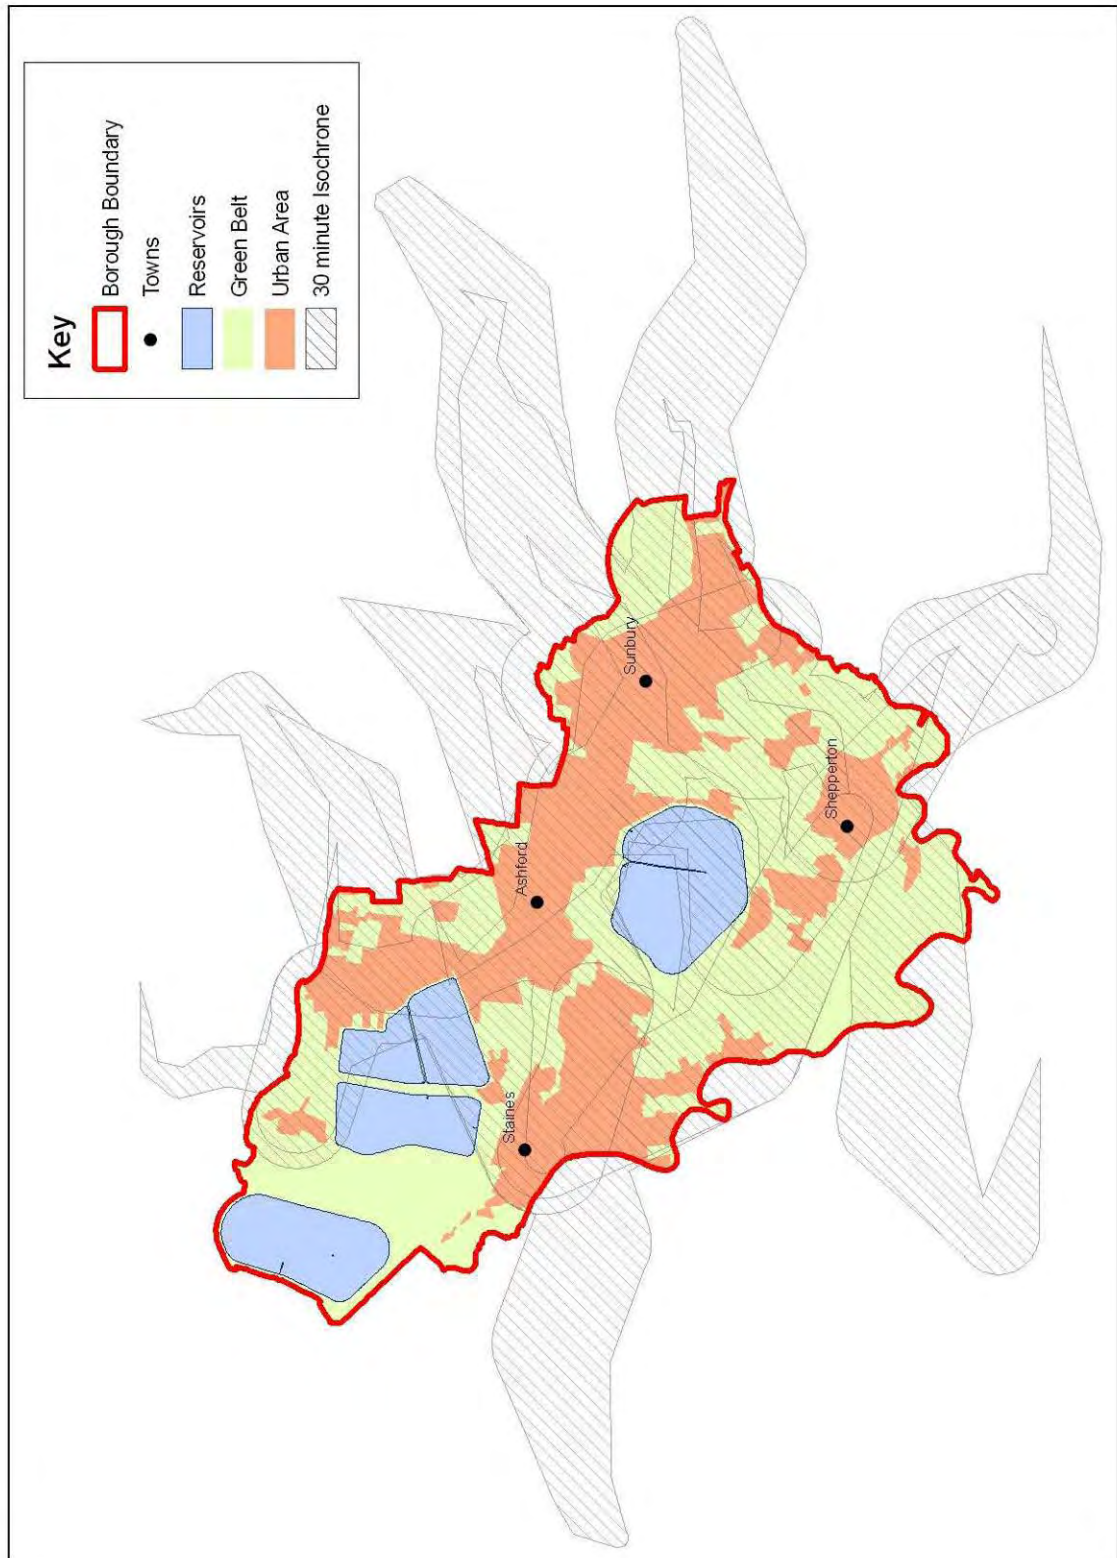 Key
Borough Boundary
Towns
Reservoirs
Green Belt
Urban Area
30 minute Isochrone
Staines
Ashford
Sunbury
Shepperton